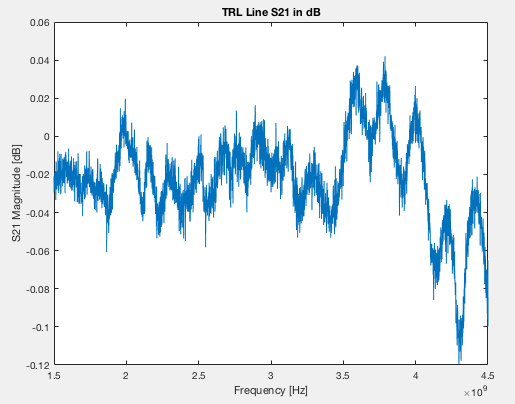 TRL Line S21 in dB
0.06
0.04
0.02
0
-0.02
-0.04
-0.06
-0.08
-0.1
-0.12
S21 Magnitude [dB]
1.5 2 2.5 3 3.5 4 4.5
Frequency [Hz]
×10^9